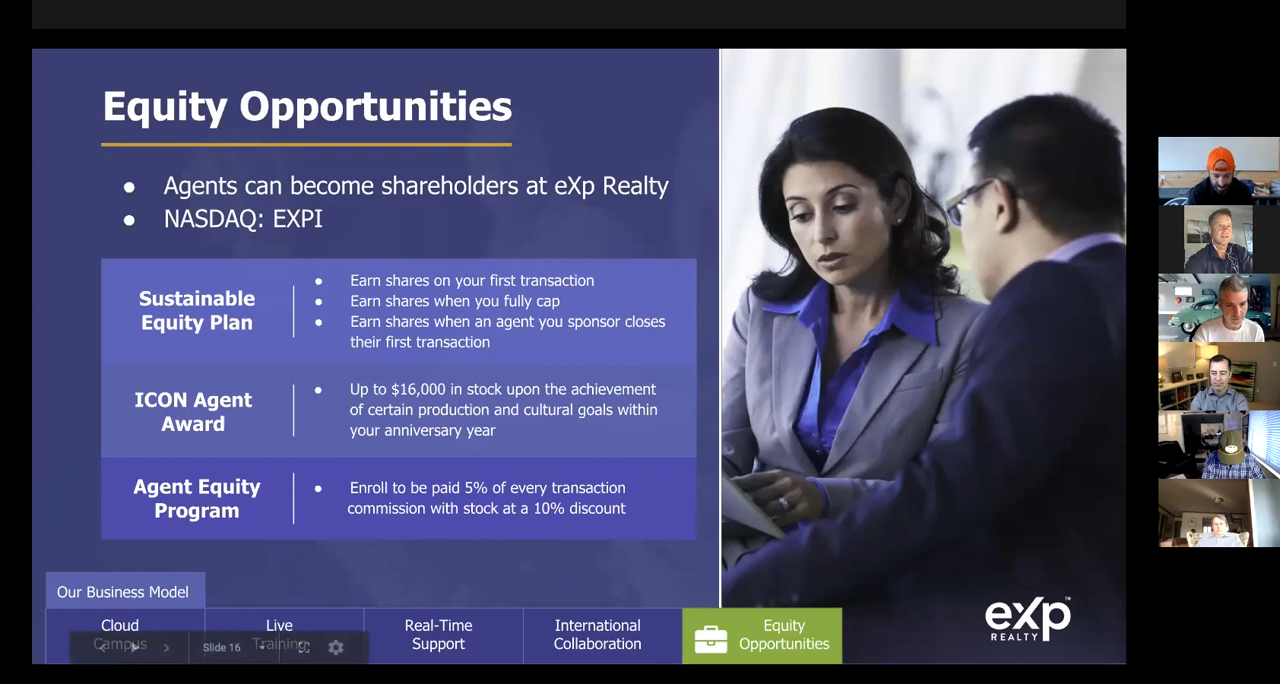 Equity Opportunities
● Agents can become shareholders at eXp Realty
● NASDAQ: EXPI
Sustainable
Equity Plan
● Earn shares on your first transaction
● Earn shares when you fully cap
● Earn shares when an agent you sponsor closes
their first transaction
ICON Agent
Award
● Up to $16,000 in stock upon the achievement
of certain production and cultural goals within
your anniversary year
Agent Equity
Program
● Enroll to be paid 5% of every transaction
commission with stock at a 10% discount
Our Business Model
Cloud
Campus
Live
Training
Real-Time
Support
International
Collaboration
Equity
Opportunities
Slide 16
eXp™
REALTY